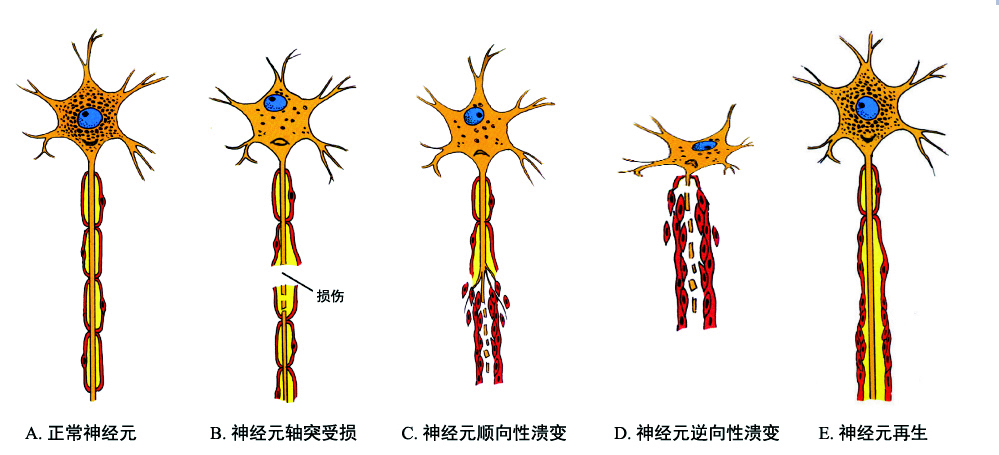 损伤
A. 正常神经元
B. 神经元轴突受损
C. 神经元顺向性溃变
D. 神经元逆向性溃变
E. 神经元再生